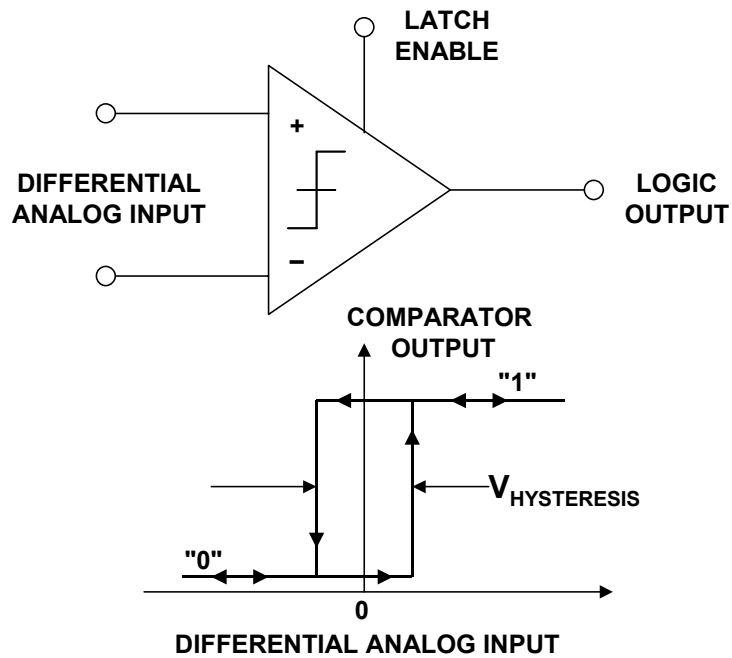 LATCH
ENABLE
+
DIFFERENTIAL
ANALOG INPUT
−
LOGIC
OUTPUT
COMPARATOR
OUTPUT
"1"
VHYSTERESIS
"0"
0
DIFFERENTIAL ANALOG INPUT